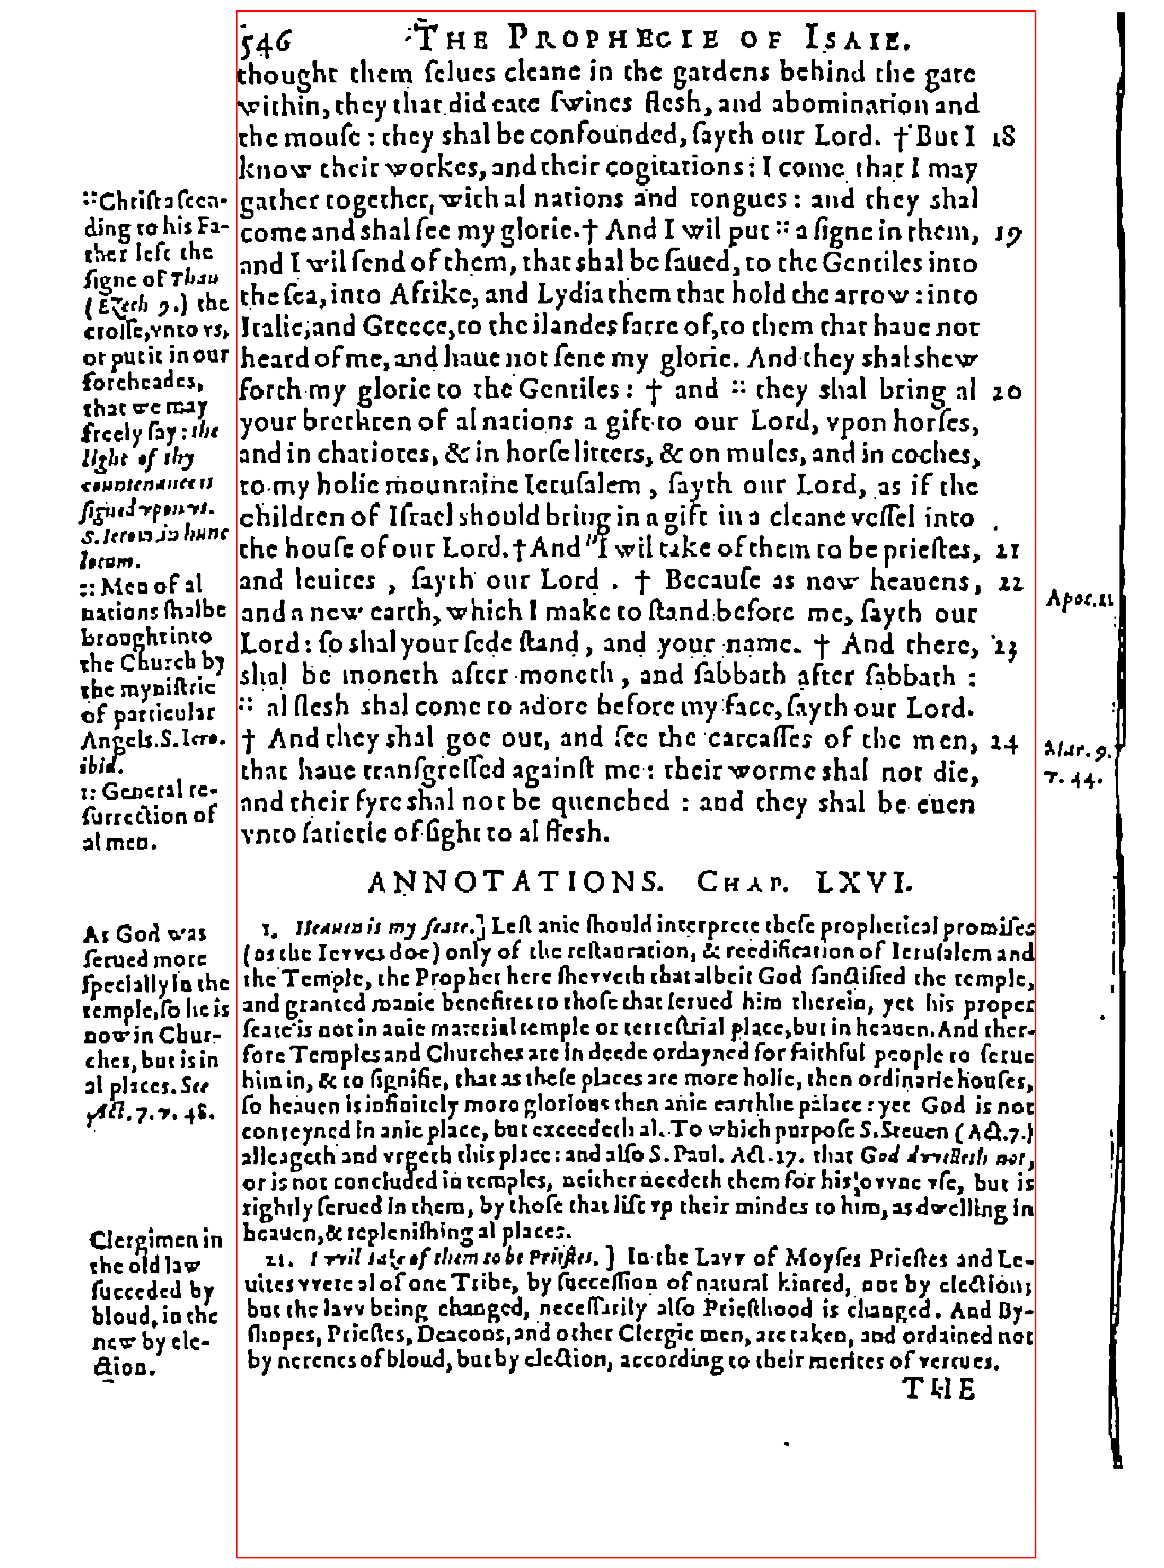 546 THE PROPHECIE OF ISAIE.
thought them ſelues cleane in the gardens behind the gate
within, they that did eate ſwines fleſh, and abomination and
the mouſe : they shal be confounded, ſayth our Lord. † But I 18
know their workes, and their cogitations : I come that I may
gather together, with al nations and tongues : and they shal
come and shal ſee my glorie. † And I wil put :: a ſigne in them, 19
and I wil ſend of them, that shal be ſaued, to the Gentiles into
the ſea, into Afrike, and Lydia them that hold the arrow : into
Italie, and Greece, to the ilandes farre of, to them that haue not
heard of me, and haue not ſene my glorie. And they shal shew
forth my glorie to the Gentiles : † and :: they shal bring al 20
your brethren of al nations a gift to our Lord, vpon horſes,
and in chariotes, & in horſe litters, & on mules, and in coches,
to my holie mountaine Ieruſalem , ſayth our Lord, as if the
children of Iſrael should bring in a gift in a cleane veſſel into
the houſe of our Lord. † And "I wil take of them to be prieſtes, 21
and leuites , ſayth our Lord . † Becauſe as new heauens, 22
and a new earth, which I make to ſtand before me, ſayth our
Lord : ſo shal your ſede ſtand , and your name. † And there, 23
shal be moneth after moneth , and ſabbath after ſabbath :
:: al flesh shal come to adore before my face, ſayth our Lord.
† And they shal goe out, and ſee the carcaſſes of the men, 24
that haue tranſgreſſed againſt me : their worme shal not die,
and their fyre shal not be quenched : and they shal be euen
vnto ſatietie of ſight to al flesh.
::Chriſt aſcen-
ding to his Fa-
ther left the
ſigne of Thau
(Ezech 9.) the
croſſe, vnto vs,
or put it in our
forcheades,
that we may
freely ſay : the
light of thy
countenance is
ſigned vpon vs.
S. Ierom. in hunc
locum.
:: Men of al
nations ſhalbe
brought into
the Church by
the myniſtrie
of particular
Angels. S. Iero.
ibid.
:: General re-
ſurrection of
al men.
Apoc. 21
Mar. 9.
v. 44.
ANNOTATIONS. CHAP. LXVI.
1. Heauen is my ſeate.] Leſt anie ſhould interprete theſe prophetical promiſes
(as the Iewes doe) only of the reſtauration, & reedification of Ieruſalem and
the Temple, the Prophet here ſheweth that albeit God ſanctified the temple,
and granted manie benefites to thoſe that ſerued him therein, yet his proper
ſeate is not in anie material temple or terreſtrial place, but in heauen. And ther-
fore Temples and Churches are in deede ordayned for faithful people to ſerue
him in, & to ſignifie, that as theſe places are more holie, then ordinarie houſes,
ſo heauen is infinitely more glorious then anie earthlie palace : yet God is not
conteyned in anie place, but exceedeth al. To which purpoſe S. Steuen (Act. 7.)
alleageth and vrgeth this place : and alſo S. Paul. Act. 17. that God dwelleth not,
or is not concluded in temples, neither needeth them for his owne vſe, but is
rightly ſerued in them, by thoſe that lift vp their mindes to him, as dwelling in
heauen, & repleniſhing al places.
21. I wil take of them to be Prieſtes.] In the Law of Moyſes Prieſtes and Le-
uites were al of one Tribe, by ſucceſſion of natural kinred, not by election;
but the law being changed, neceſſarily alſo Prieſthood is changed. And By-
ſhopes, Prieſtes, Deacons, and other Clergie men, are taken, and ordained not
by nerenes of bloud, but by election, according to their merites of vertues.
As God was
ſerued more
ſpecially in the
temple, ſo he is
now in Chur-
ches, but is in
al places. See
Act. 7. v. 48.
Clergimen in
the old law
ſucceded by
bloud, in the
new by ele-
ction.
THE